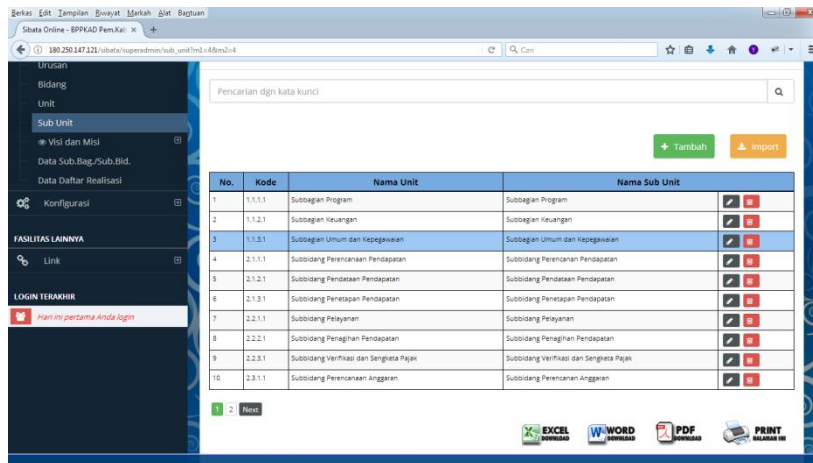 Berkas Edit Tampilan Riwayat Markah Alat Bantuan
Sibata Online - BPPKAD Pem.Kab
180.250.147.121/sibata/superadmin/sub_unit?m1=4&m2=4
Cari
Urusan
Bidang
Unit
Sub Unit
Visi dan Misi
Data Sub.Bag./Sub.Bid.
Data Daftar Realisasi
Konfigurasi
FASILITAS LAINNYA
Link
LOGIN TERAKHIR
Hari ini pertama Anda login
Pencarian dgn kata kunci
+ Tambah Import
No. Kode Nama Unit Nama Sub Unit
1 1.1.1.1 Subbagian Program Subbagian Program
2 1.1.2.1 Subbagian Keuangan Subbagian Keuangan
3 1.1.3.1 Subbagian Umum dan Kepegawaian Subbagian Umum dan Kepegawaian
4 2.1.1.1 Subbidang Perencanaan Pendapatan Subbidang Perencanan Pendapatan
5 2.1.2.1 Subbidang Pendataan Pendapatan Subbidang Pendataan Pendapatan
6 2.1.3.1 Subbidang Penetapan Pendapatan Subbidang Penetapan Pendapatan
7 2.2.1.1 Subbidang Pelayanan Subbidang Pelayanan
8 2.2.2.1 Subbidang Penagihan Pendapatan Subbidang Penagihan Pendapatan
9 2.2.3.1 Subbidang Verifikasi dan Sengketa Pajak Subbidang Verifikasi dan Sengketa Pajak
10 2.3.1.1 Subbidang Perencanaan Anggaran Subbidang Perencanan Anggaran
1 2 Next
EXCEL DOWNLOAD
WORD DOWNLOAD
PDF DOWNLOAD
PRINT HALAMAN INI